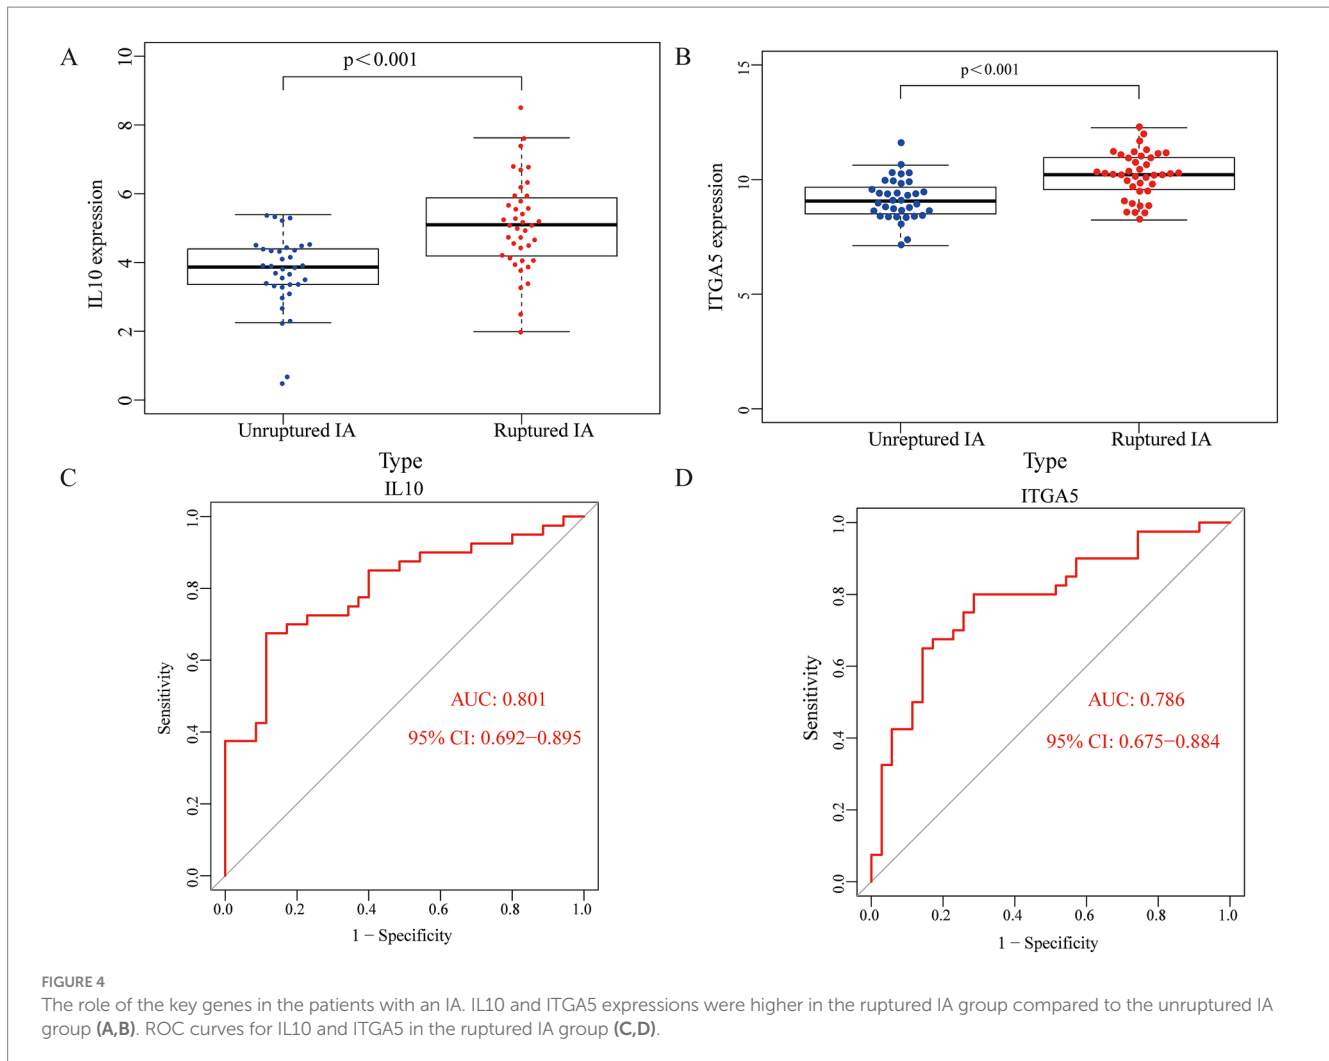 A
p<0.001
IL10 expression
10
8
6
4
2
0
Unruptured IA
Ruptured IA
Type
B
p<0.001
ITGA5 expression
15
10
5
0
Unreptured IA
Ruptured IA
Type
C
IL10
Sensitivity
1.0
0.8
0.6
0.4
0.2
0.0
AUC: 0.801
95% CI: 0.692−0.895
0.0 0.2 0.4 0.6 0.8 1.0
1 − Specificity
D
ITGA5
Sensitivity
1.0
0.8
0.6
0.4
0.2
0.0
AUC: 0.786
95% CI: 0.675−0.884
0.0 0.2 0.4 0.6 0.8 1.0
1 − Specificity
FIGURE 4
The role of the key genes in the patients with an IA. IL10 and ITGA5 expressions were higher in the ruptured IA group compared to the unruptured IA
group (A,B). ROC curves for IL10 and ITGA5 in the ruptured IA group (C,D).